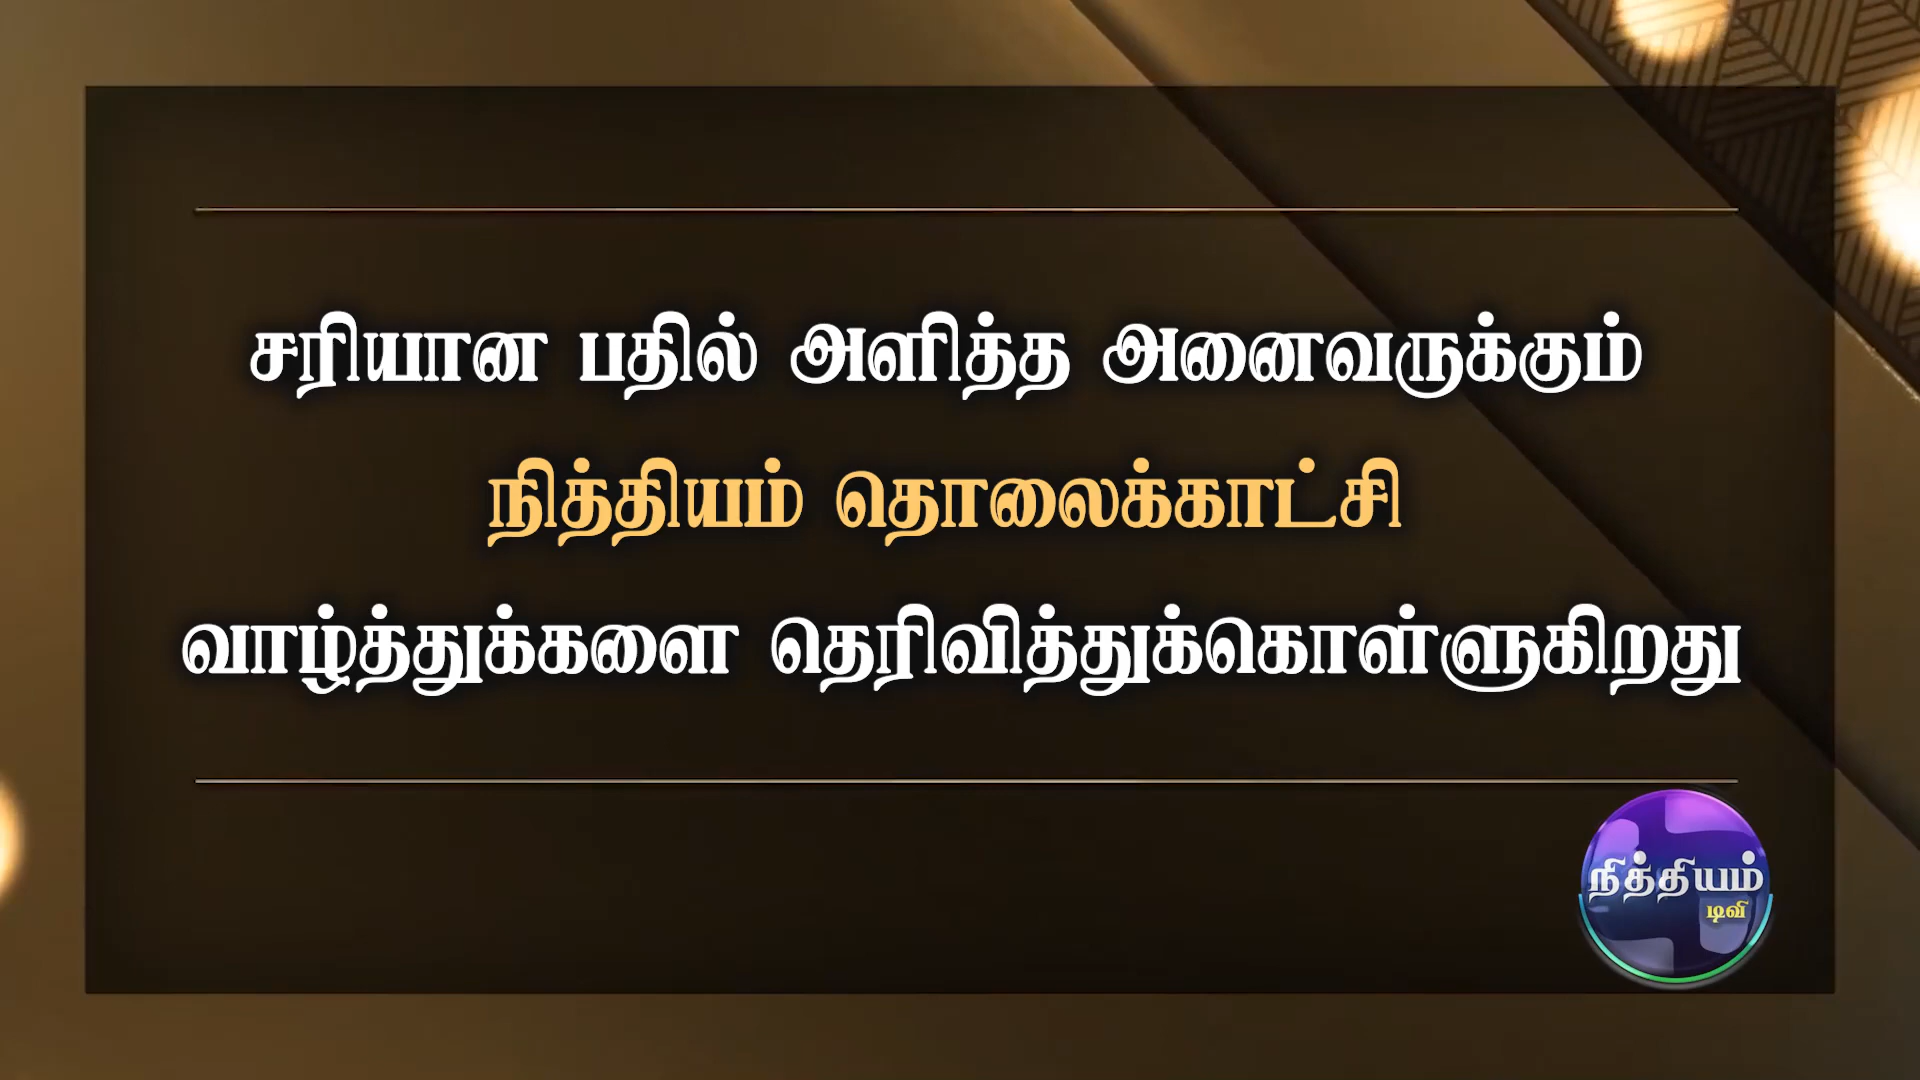 சரியான பதில் அளித்த அனைவருக்கும்
நித்தியம் தொலைக்காட்சி
வாழ்த்துக்களை தெரிவித்துக்கொள்ளுகிறது
நித்தியம்
டிவி